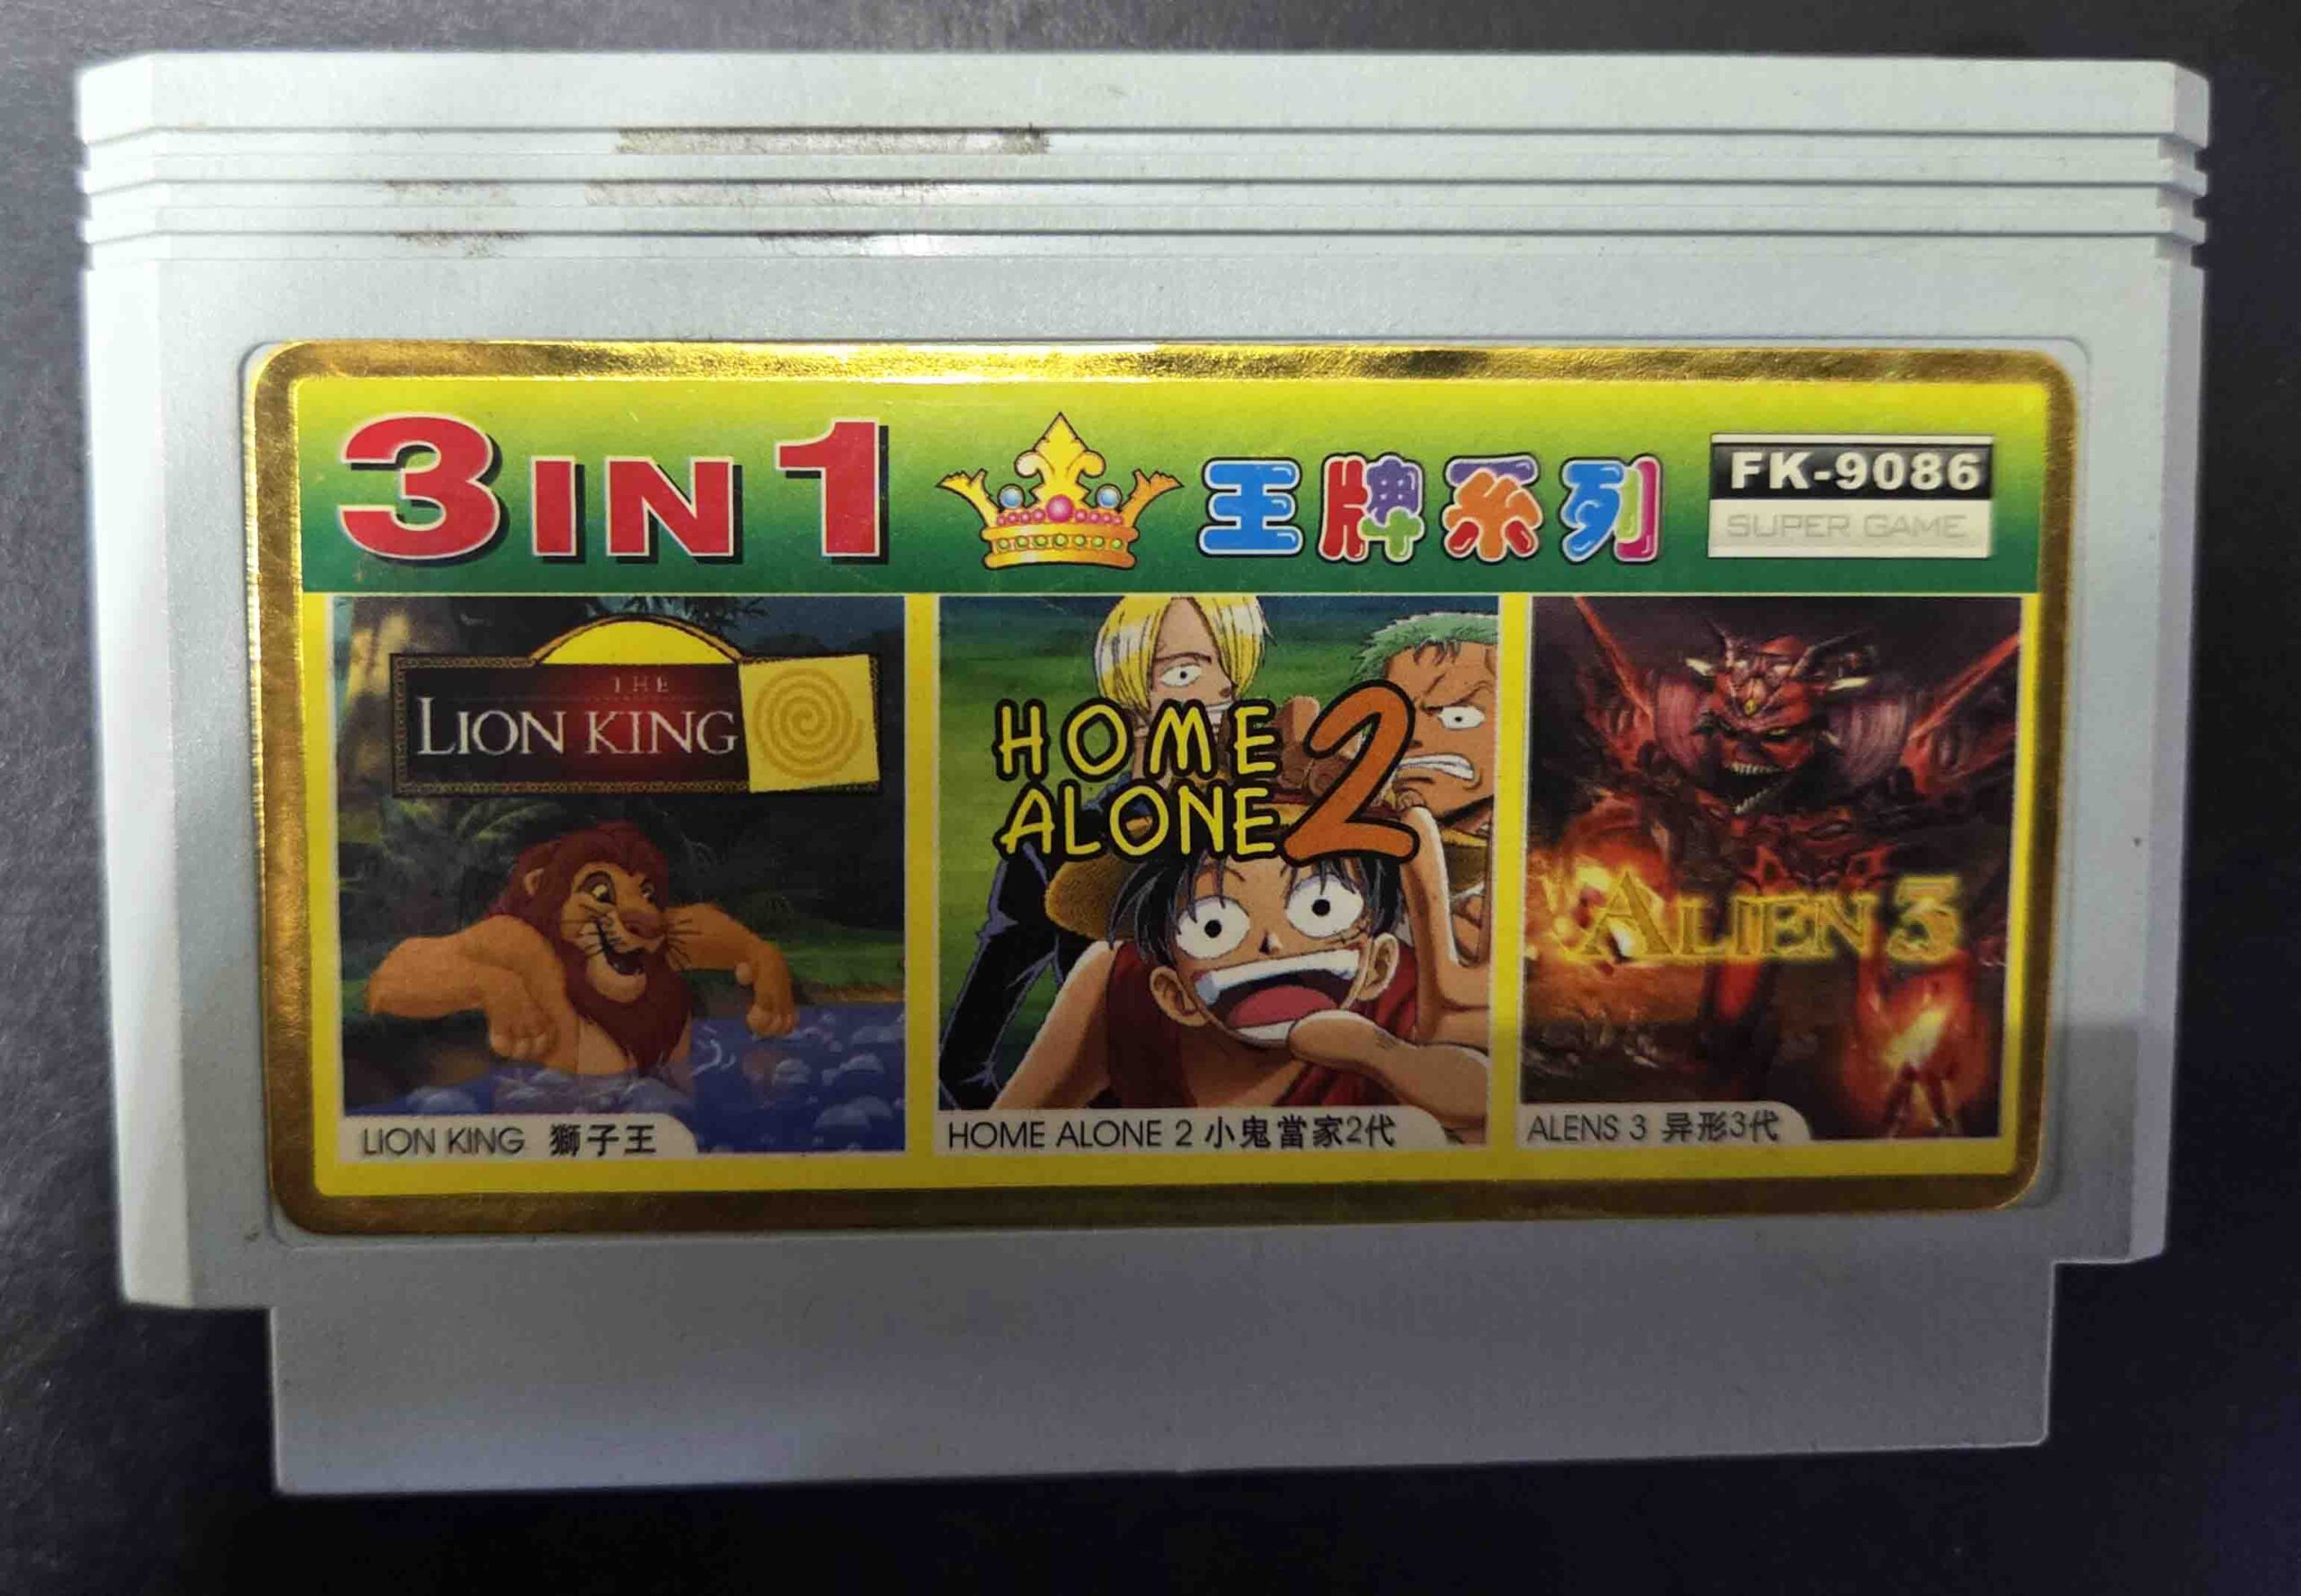 3 IN 1 王牌系列 FK-9086
SUPER GAME
THE
LION KING
HOME
ALONE 2
ALIEN 3
LION KING 獅子王
HOME ALONE 2 小鬼當家2代
ALENS 3 异形3代